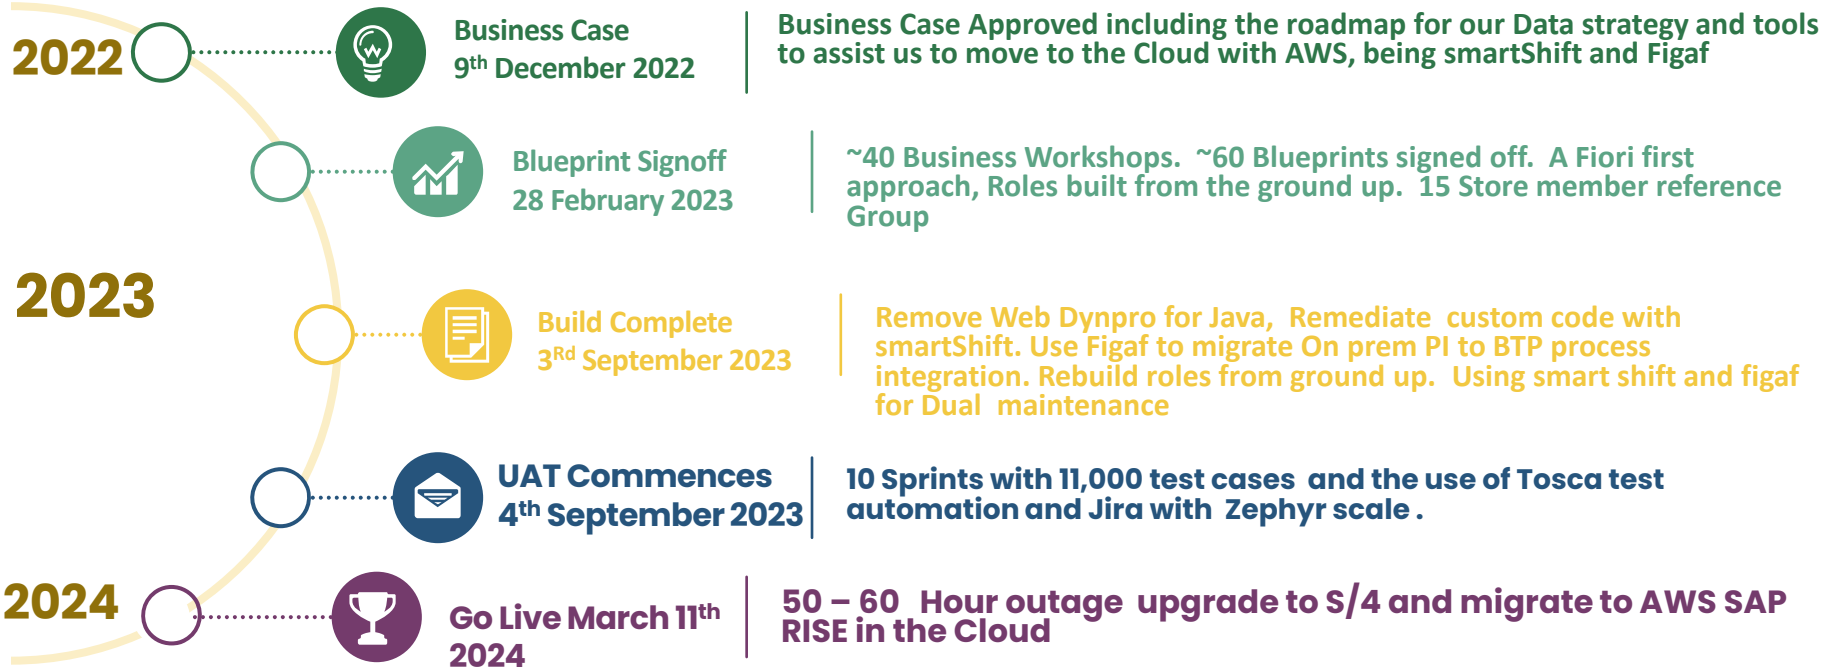 2022
Business Case
9th December 2022
Business Case Approved including the roadmap for our Data strategy and tools
to assist us to move to the Cloud with AWS, being smartShift and Figaf
Blueprint Signoff
28 February 2023
~40 Business Workshops.  ~60 Blueprints signed off.  A Fiori first
approach, Roles built from the ground up.  15 Store member reference
Group
2023
Build Complete
3Rd September 2023
Remove Web Dynpro for Java,  Remediate  custom code with
smartShift. Use Figaf to migrate On prem PI to BTP process
integration. Rebuild roles from ground up.  Using smart shift and figaf
for Dual  maintenance
UAT Commences
4th September 2023
10 Sprints with 11,000 test cases  and the use of Tosca test
automation and Jira with  Zephyr scale .
2024
Go Live March 11th
2024
50 – 60  Hour outage  upgrade to S/4 and migrate to AWS SAP
RISE in the Cloud